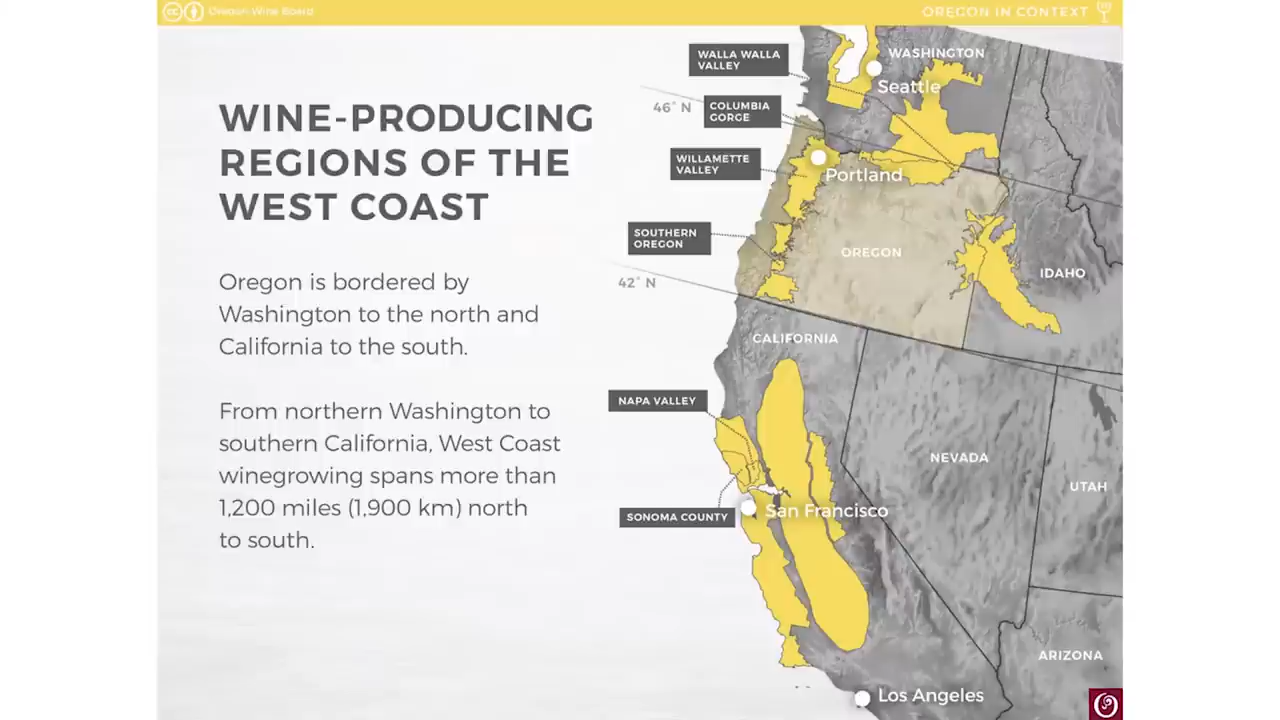 Oregon Wine Board
OREGON IN CONTEXT
WINE-PRODUCING
REGIONS OF THE
WEST COAST
Oregon is bordered by
Washington to the north and
California to the south.
From northern Washington to
southern California, West Coast
winegrowing spans more than
1,200 miles (1,900 km) north
to south.
WALLA WALLA
VALLEY
WASHINGTON
Seattle
46° N
COLUMBIA
GORGE
WILLAMETTE
VALLEY
Portland
SOUTHERN
OREGON
OREGON
IDAHO
42° N
CALIFORNIA
NAPA VALLEY
NEVADA
UTAH
SONOMA COUNTY
San Francisco
ARIZONA
Los Angeles